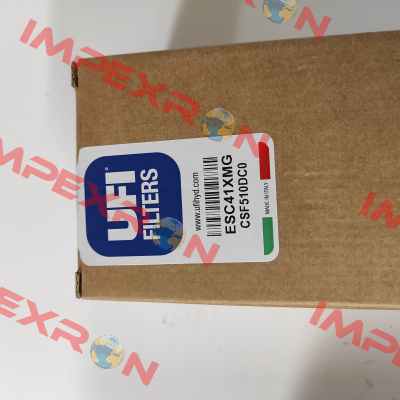 UFI
FILTERS
www.ufihyd.com
ESC41XMG
CSF510DC0
MADE IN ITALY
IMPEXRON
IMPEXRON
IMPEXRON
IMPEXRON